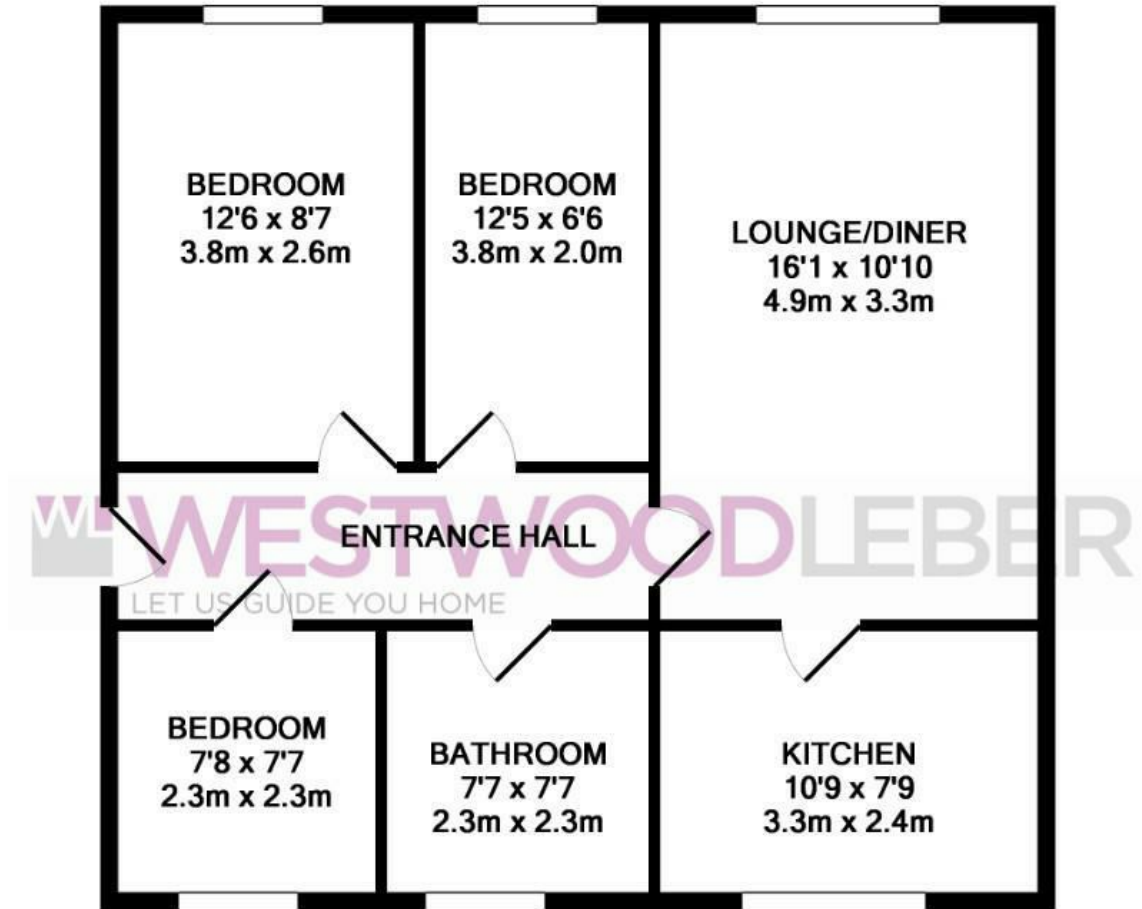 BEDROOM
12'6 x 8'7
3.8m x 2.6m
BEDROOM
12'5 x 6'6
3.8m x 2.0m
LOUNGE/DINER
16'1 x 10'10
4.9m x 3.3m
WL WESTWOODLEBER
ENTRANCE HALL
LET US GUIDE YOU HOME
BEDROOM
7'8 x 7'7
2.3m x 2.3m
BATHROOM
7'7 x 7'7
2.3m x 2.3m
KITCHEN
10'9 x 7'9
3.3m x 2.4m